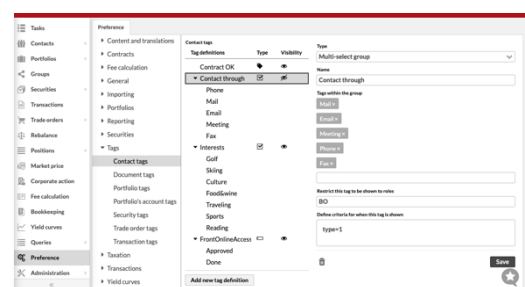 Tasks
Contacts
Portfolios
Groups
Securities
Transactions
Trade orders
Rebalance
Positions
Market price
Corporate action
Fee calculation
Bookkeeping
Yield curves
Queries
Preference
Administration
Preference
Content and translations
Contracts
Fee calculation
General
Importing
Portfolios
Reporting
Securities
Tags
Contact tags
Document tags
Portfolio tags
Portfolio's account tags
Security tags
Trade order tags
Transaction tags
Taxation
Transactions
Yield curves
Contact tags
Tag definitions Type Visibility
Contract OK
Contact through
Phone
Mail
Email
Meeting
Fax
Interests
Golf
Skiing
Culture
Food&wine
Traveling
Sports
Reading
FrontOnlineAccess
Approved
Done
Add new tag definition
Type
Multi-select group
Name
Contact through
Tags within the group
Mail ×
Email ×
Meeting ×
Phone ×
Fax ×
Restrict this tag to be shown to roles
BO
Define criteria for when this tag is shown
type=1
Save